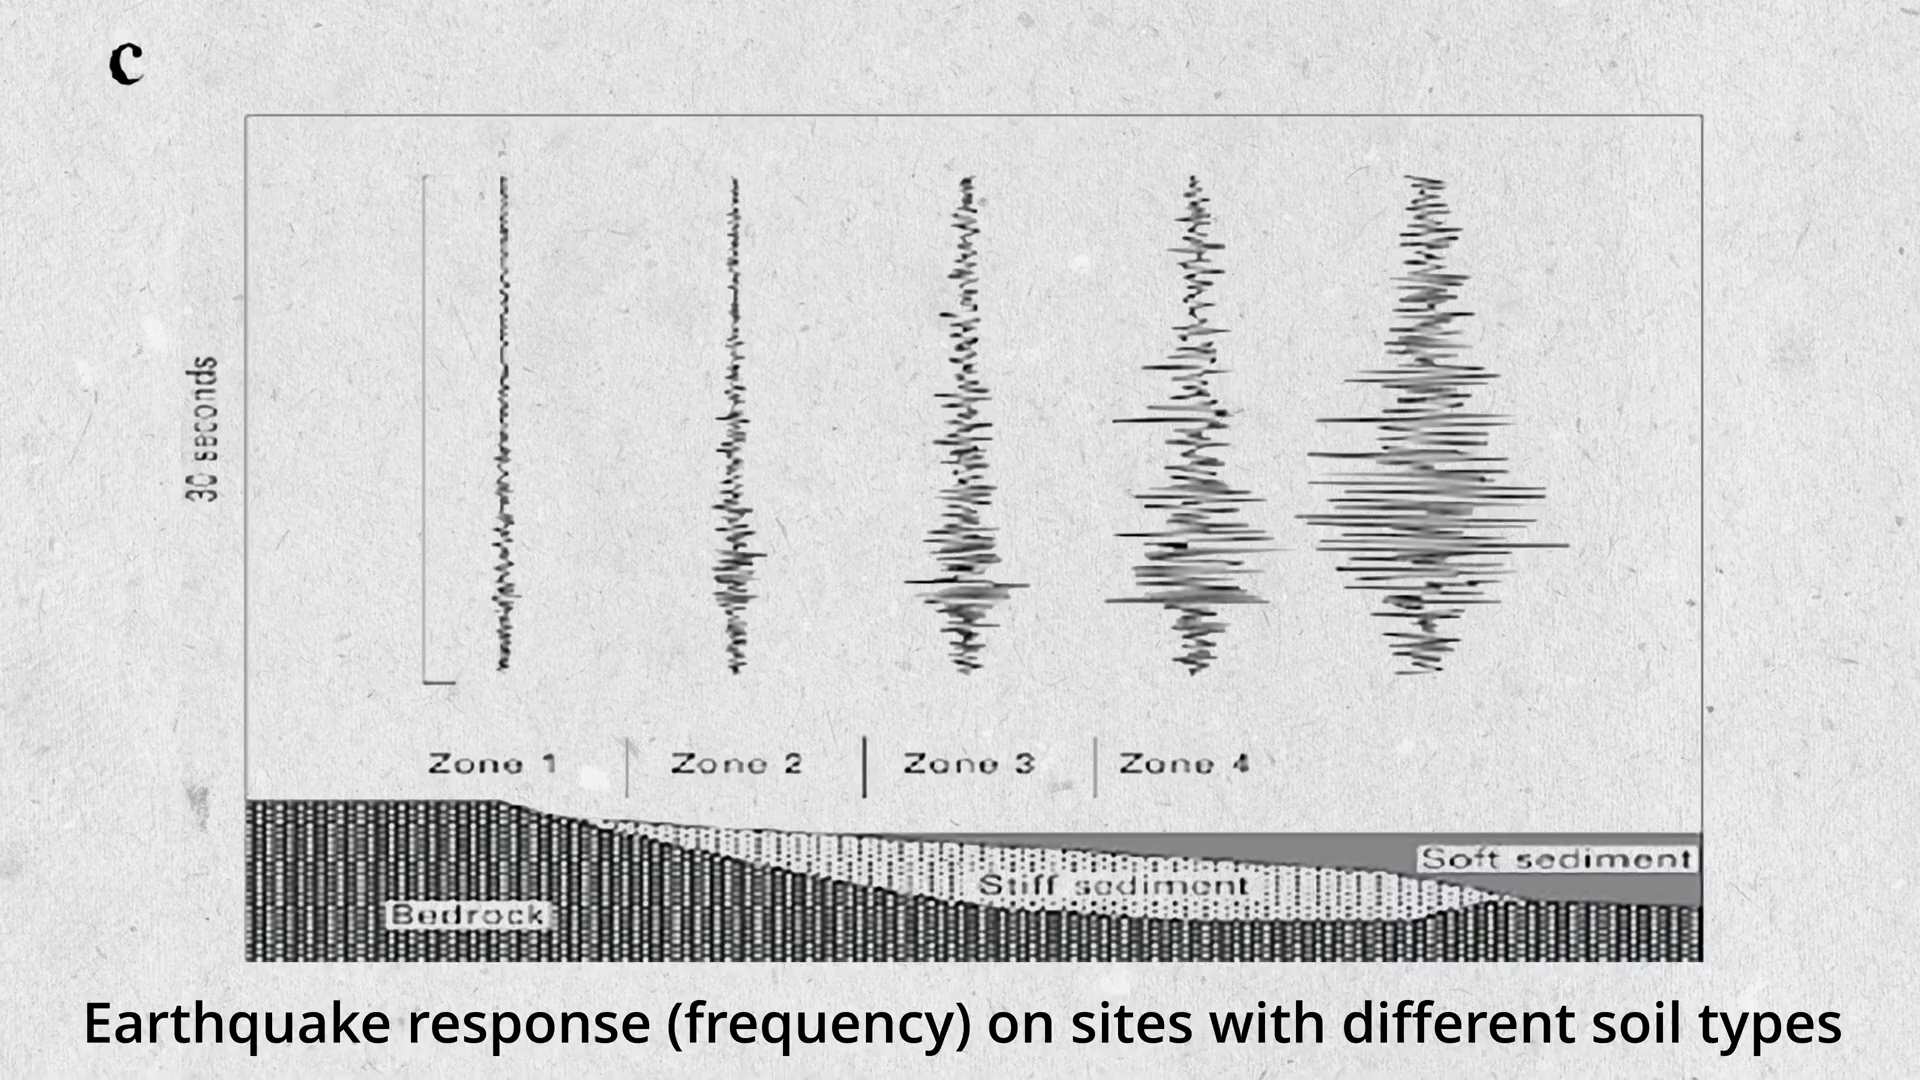 c
30 seconds
Zone 1
Zone 2
Zone 3
Zone 4
Soft sediment
Stiff sediment
Bedrock
Earthquake response (frequency) on sites with different soil types